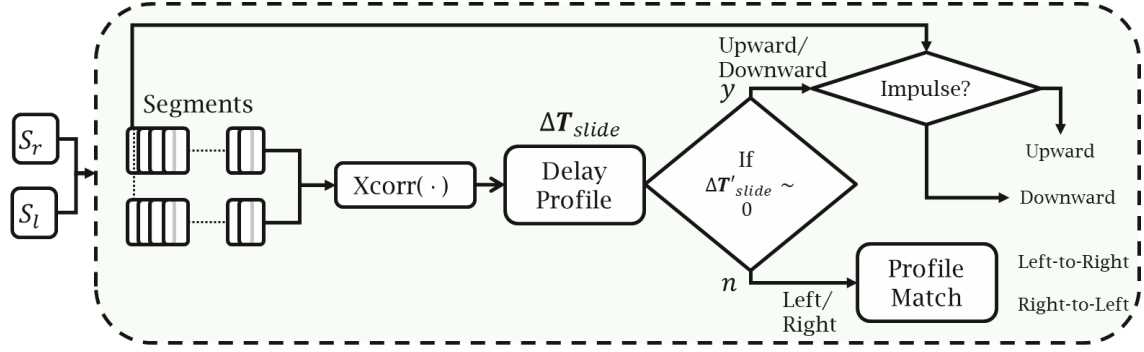 S_r
S_l
Segments
Xcorr( · )
ΔT_slide
Delay
Profile
If
ΔT'_slide ~
0
y
Upward/
Downward
n
Left/
Right
Impulse?
Upward
Downward
Profile
Match
Left-to-Right
Right-to-Left